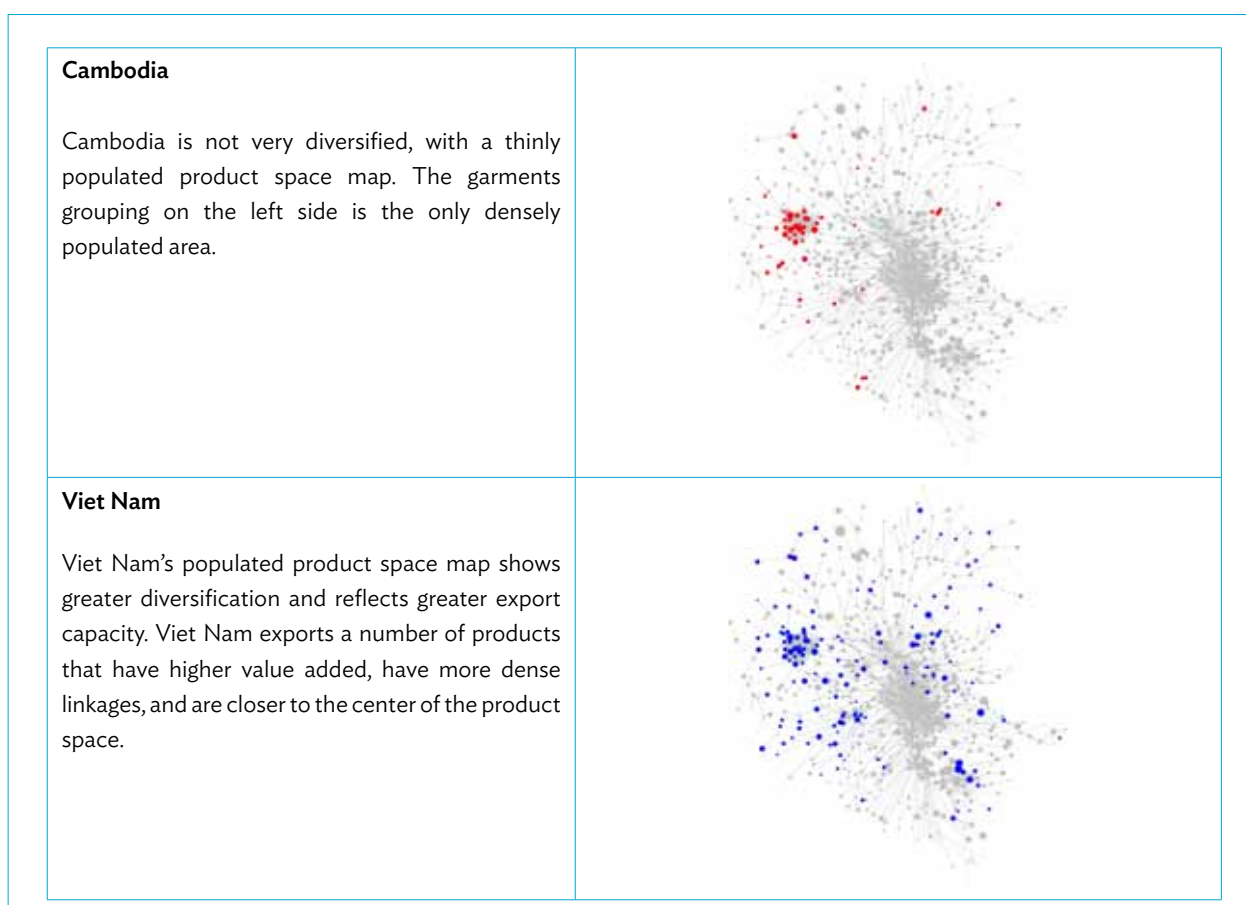 Cambodia
Cambodia is not very diversified, with a thinly
populated product space map. The garments
grouping on the left side is the only densely
populated area.
Viet Nam
Viet Nam’s populated product space map shows
greater diversification and reflects greater export
capacity. Viet Nam exports a number of products
that have higher value added, have more dense
linkages, and are closer to the center of the product
space.